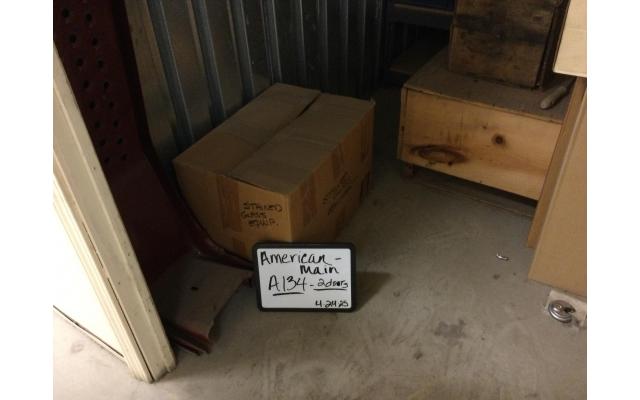 STAINED
GLASS
EQUIP.
American -
main
A134 - 2doors
4 24 25